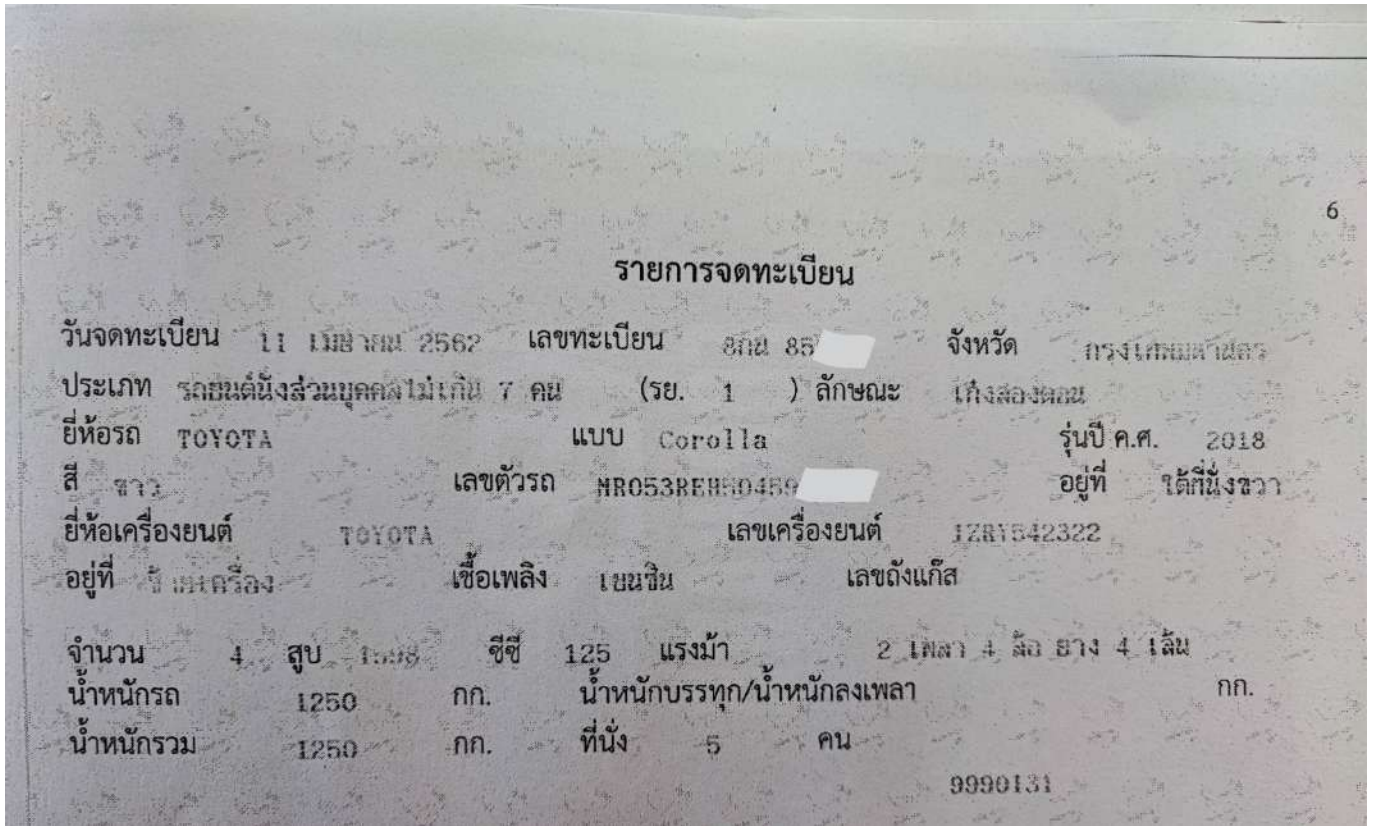 6
รายการจดทะเบียน
วันจดทะเบียน 11 เมษายน 2562 เลขทะเบียน 8กน 85 จังหวัด กรุงเทพมหานคร
ประเภท รถยนต์นั่งส่วนบุคคลไม่เกิน 7 คน (รย. 1 ) ลักษณะ เก๋งสองตอน
ยี่ห้อรถ TOYOTA แบบ Corolla รุ่นปี ค.ศ. 2018
สี ขาว เลขตัวรถ MR053REH50459 อยู่ที่ ใต้ที่นั่งขวา
ยี่ห้อเครื่องยนต์ TOYOTA เลขเครื่องยนต์ 1ZRY542322
อยู่ที่ ซ้ายเครื่อง เชื้อเพลิง เบนซิน เลขถังแก๊ส
จำนวน 4 สูบ 1598 ซีซี 125 แรงม้า 2 เพลา 4 ล้อ ยาง 4 เส้น
น้ำหนักรถ 1250 กก. น้ำหนักบรรทุก/น้ำหนักลงเพลา กก.
น้ำหนักรวม 1250 กก. ที่นั่ง 5 คน
9990131